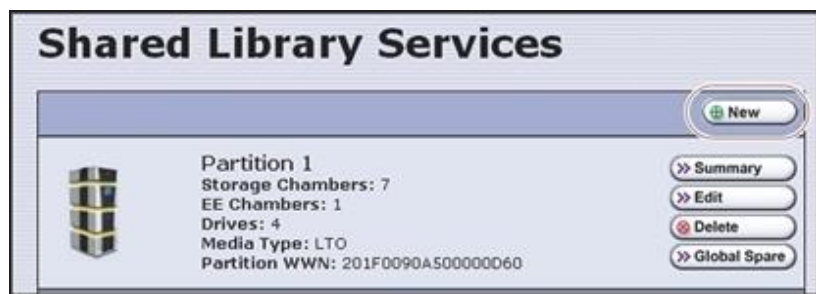 Shared Library Services
New
Partition 1
Storage Chambers: 7
EE Chambers: 1
Drives: 4
Media Type: LTO
Partition WWN: 201F0090A500000D60
Summary
Edit
Delete
Global Spare